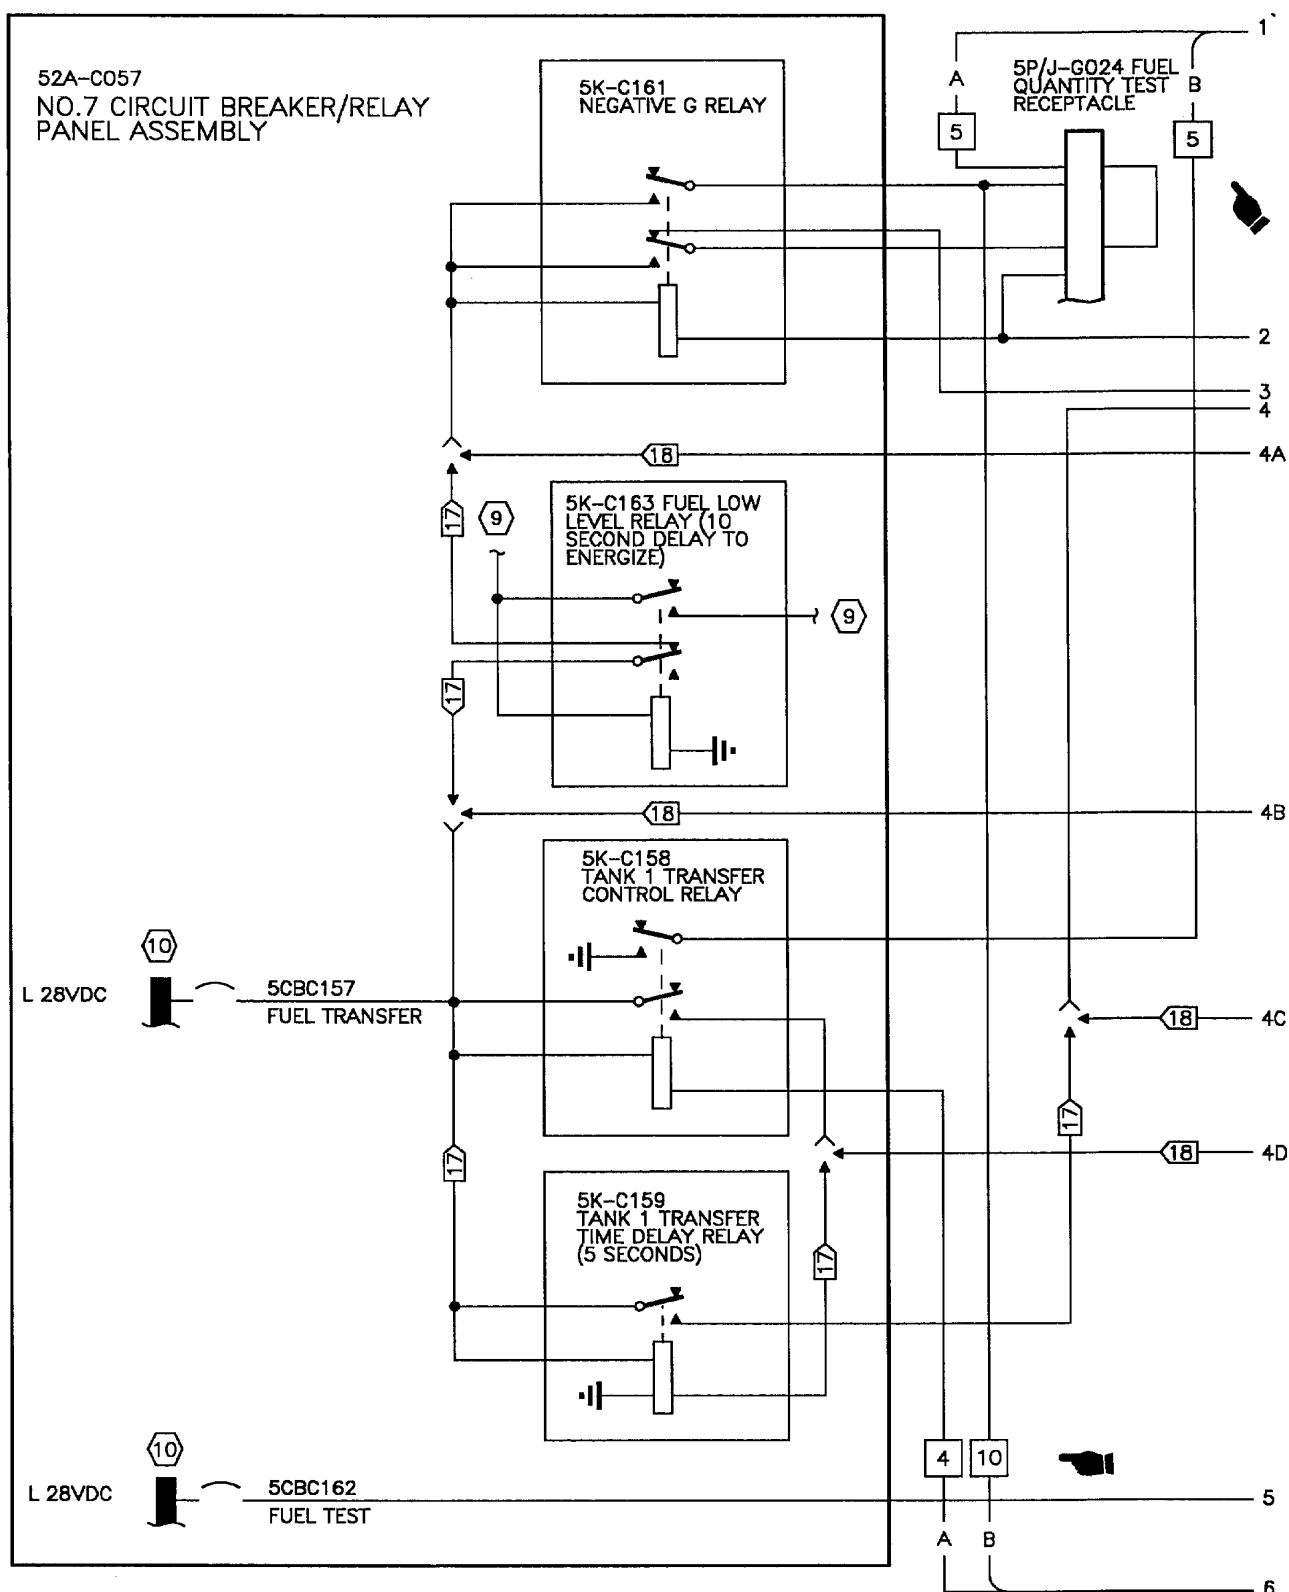 1
52A-C057
NO.7 CIRCUIT BREAKER/RELAY
PANEL ASSEMBLY
5K-C161
NEGATIVE G RELAY
A
5P/J-G024 FUEL
QUANTITY TEST
RECEPTACLE
B
5
5
2
3
4
18
4A
17
9
5K-C163 FUEL LOW
LEVEL RELAY (10
SECOND DELAY TO
ENERGIZE)
9
17
18
4B
5K-C158
TANK 1 TRANSFER
CONTROL RELAY
10
L 28VDC
5CBC157
FUEL TRANSFER
18
4C
17
18
4D
17
5K-C159
TANK 1 TRANSFER
TIME DELAY RELAY
(5 SECONDS)
17
10
4
10
L 28VDC
5CBC162
FUEL TEST
5
A
B
6